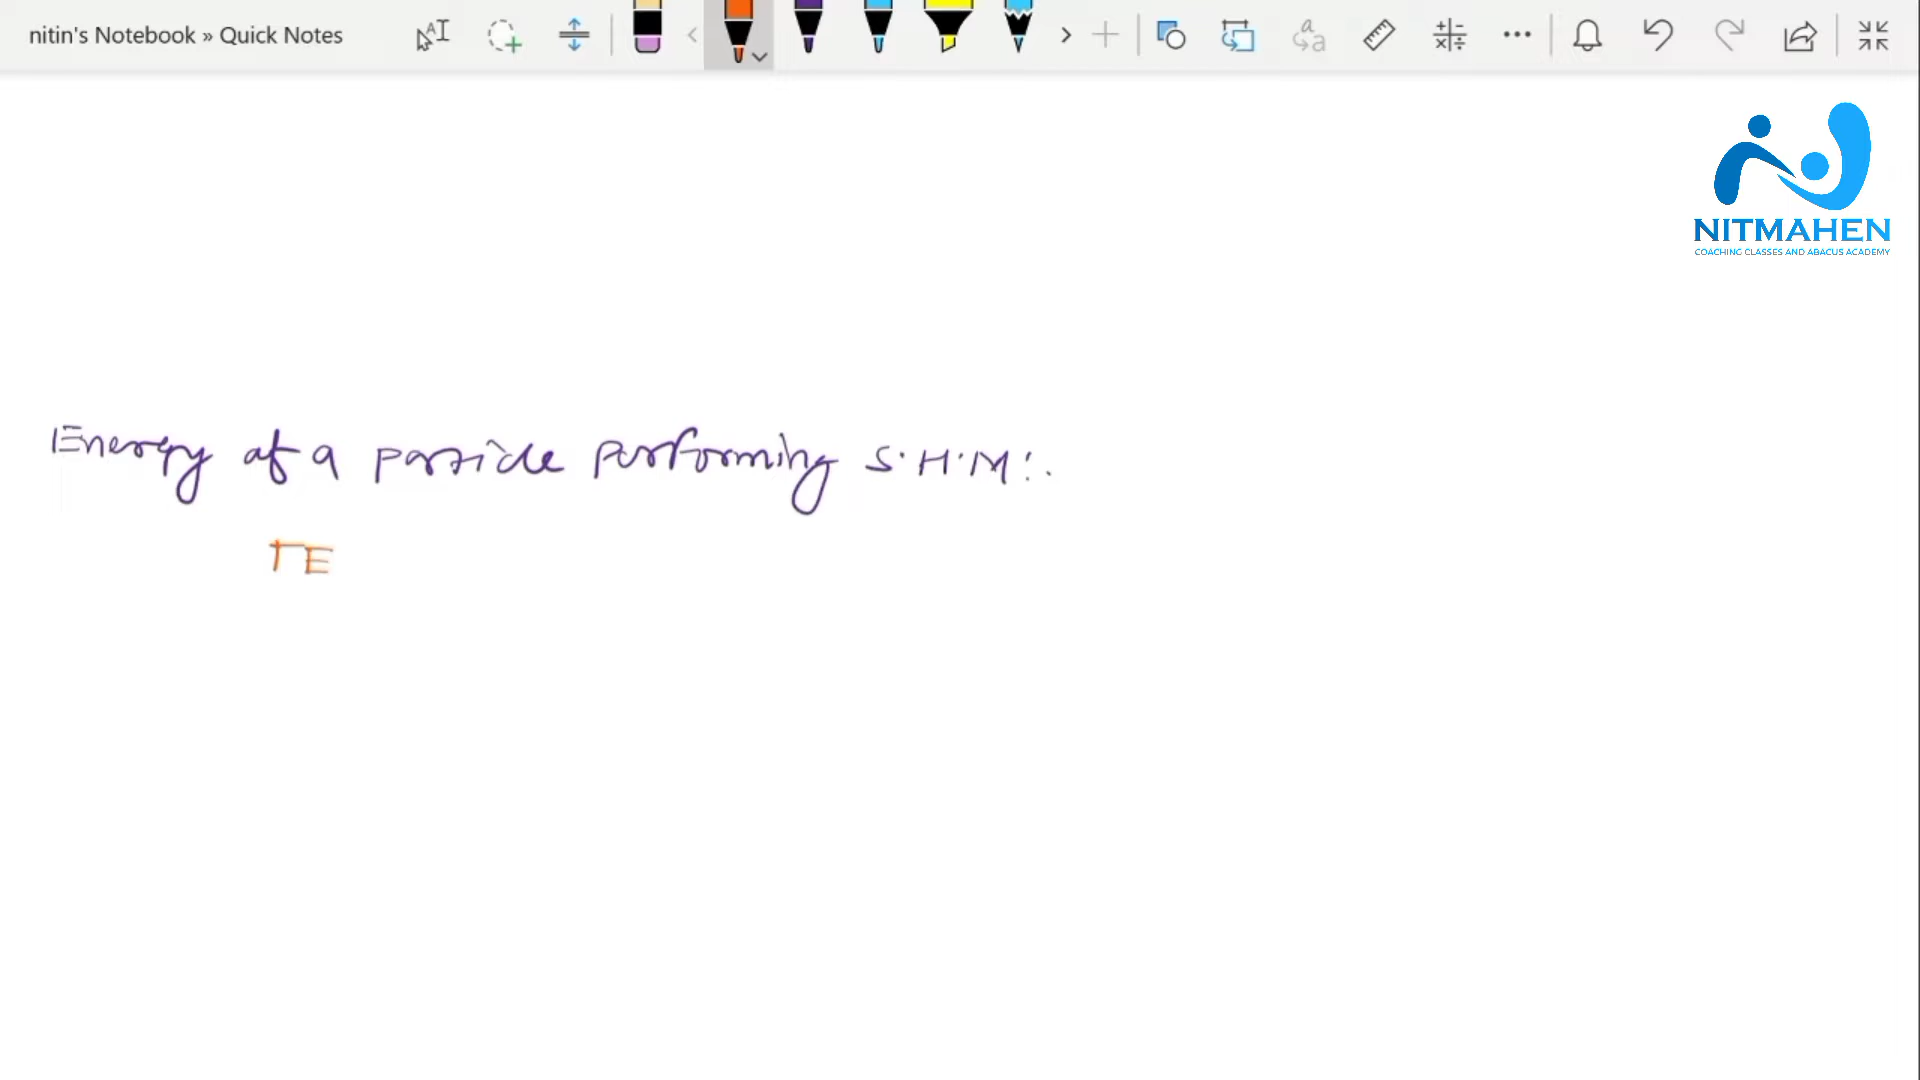 nitin's Notebook » Quick Notes
NITMAHEN
COACHING CLASSES AND ABACUS ACADEMY
Energy of a particle performing S.H.M:.
TE